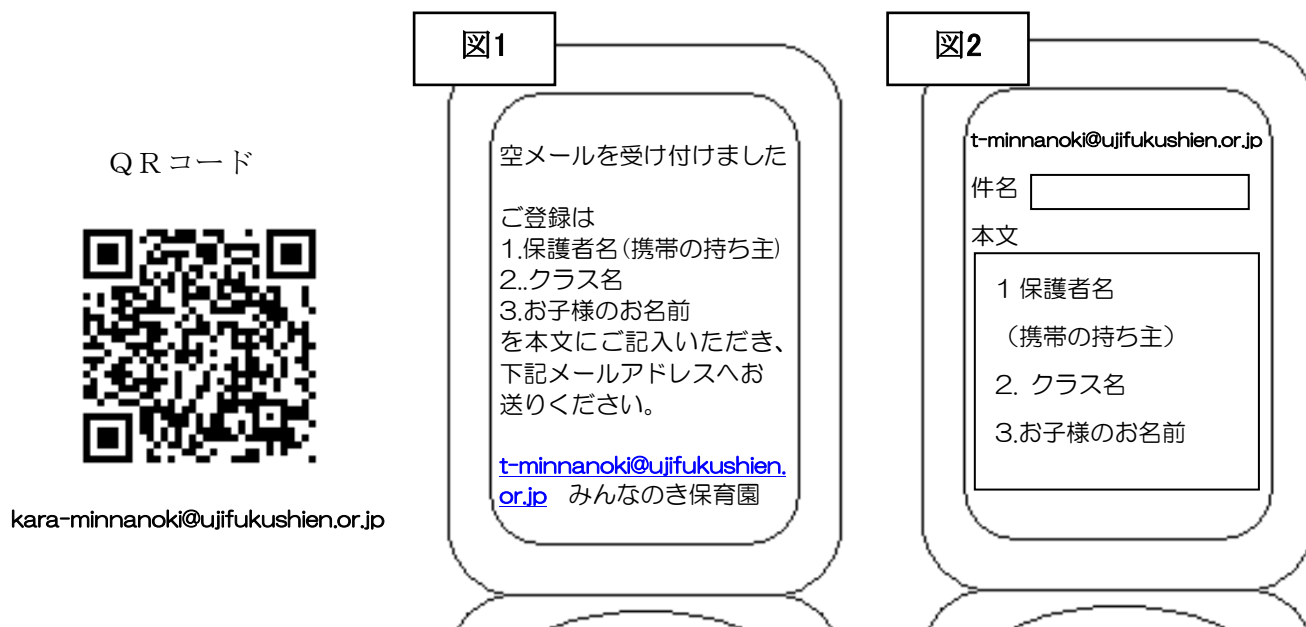 QRコード
kara-minnanoki@ujifukushien.or.jp
図1
空メールを受け付けました
ご登録は
1.保護者名(携帯の持ち主)
2..クラス名
3.お子様のお名前
を本文にご記入いただき、
下記メールアドレスへお
送りください。
t-minnanoki@ujifukushien.
or.jp　みんなのき保育園
図2
t-minnanoki@ujifukushien.or.jp
件名
本文
1 保護者名
（携帯の持ち主）
2. クラス名
3.お子様のお名前